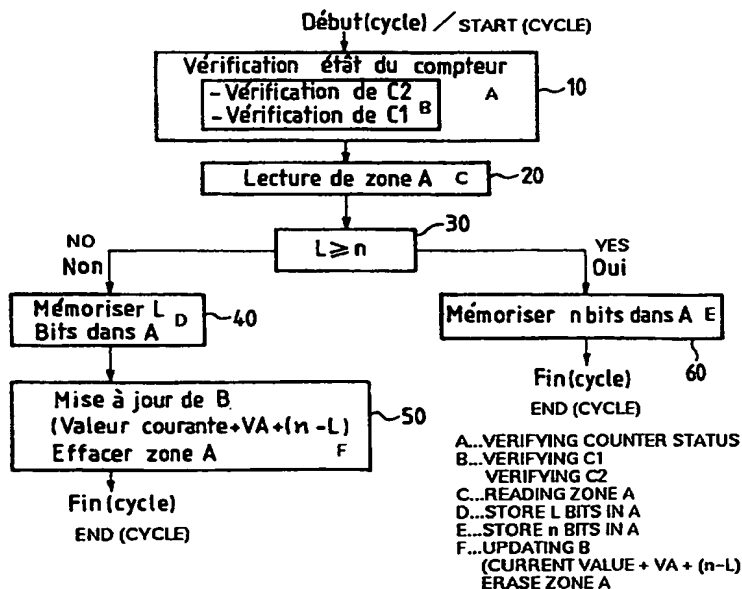 Début(cycle) / START (CYCLE)
Vérification étât du compteur
-Vérification de C2
-Vérification de C1 B
A
10
Lecture de zone A C
20
30
L ⩾ n
NO
Non
YES
Oui
Mémoriser L
Bits dans A D
40
Mémoriser n bits dans A E
60
Mise à jour de B
(Valeur courante+VA+(n-L)
Effacer zone A F
50
Fin(cycle)
END (CYCLE)
Fin(cycle)
END (CYCLE)
A...VERIFYING COUNTER STATUS
B...VERIFYING C1
VERIFYING C2
C...READING ZONE A
D...STORE L BITS IN A
E...STORE n BITS IN A
F...UPDATING B
(CURRENT VALUE + VA + (n-L)
ERASE ZONE A